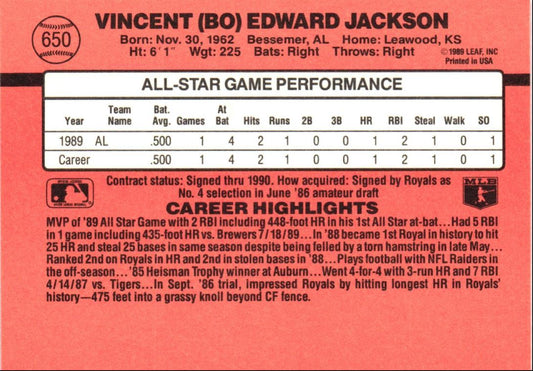 650
VINCENT (BO) EDWARD JACKSON
Born: Nov. 30, 1962 Bessemer, AL Home: Leawood, KS
Ht: 6'1" Wgt: 225 Bats: Right Throws: Right
©1989 LEAF, INC
Printed in USA
ALL-STAR GAME PERFORMANCE
Year Team Name Bat. Avg. Games At Bat Hits Runs 2B 3B HR RBI Steal Walk SO
1989 AL .500 1 4 2 1 0 0 1 2 1 0 1
Career .500 1 4 2 1 0 0 1 2 1 0 1
Contract status: Signed thru 1990. How acquired: Signed by Royals as
No. 4 selection in June '86 amateur draft
MLB
CAREER HIGHLIGHTS
MVP of '89 All Star Game with 2 RBI including 448-foot HR in his 1st All Star at-bat...Had 5 RBI
in 1 game including 435-foot HR vs. Brewers 7/18/89...In '88 became 1st Royal in history to hit
25 HR and steal 25 bases in same season despite being felled by a torn hamstring in late May...
Ranked 2nd on Royals in HR and 2nd in stolen bases in '88...Plays football with NFL Raiders in
the off-season...'85 Heisman Trophy winner at Auburn...Went 4-for-4 with 3-run HR and 7 RBI
4/14/87 vs. Tigers...In Sept. '86 trial, impressed Royals by hitting longest HR in Royals'
history—475 feet into a grassy knoll beyond CF fence.